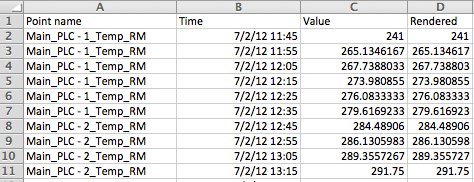 A B C D
1 Point name Time Value Rendered
2 Main_PLC - 1_Temp_RM 7/2/12 11:45 241 241
3 Main_PLC - 1_Temp_RM 7/2/12 11:55 265.1346167 265.134617
4 Main_PLC - 1_Temp_RM 7/2/12 12:05 267.7388033 267.738803
5 Main_PLC - 1_Temp_RM 7/2/12 12:15 273.980855 273.980855
6 Main_PLC - 1_Temp_RM 7/2/12 12:25 276.0833333 276.083333
7 Main_PLC - 1_Temp_RM 7/2/12 12:35 279.6169233 279.616923
8 Main_PLC - 2_Temp_RM 7/2/12 12:45 284.48906 284.48906
9 Main_PLC - 2_Temp_RM 7/2/12 12:55 286.1305983 286.130598
10 Main_PLC - 2_Temp_RM 7/2/12 13:05 289.3557267 289.355727
11 Main_PLC - 2_Temp_RM 7/2/12 13:15 291.75 291.75